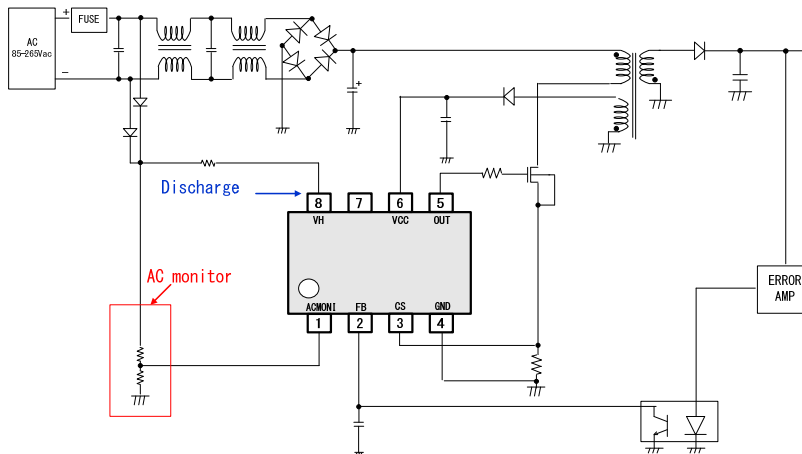 + FUSE
AC
85-265Vac
−
+
Discharge
8 7 6 5
VH VCC OUT
AC monitor
ACMONI FB CS GND
1 2 3 4
ERROR
AMP